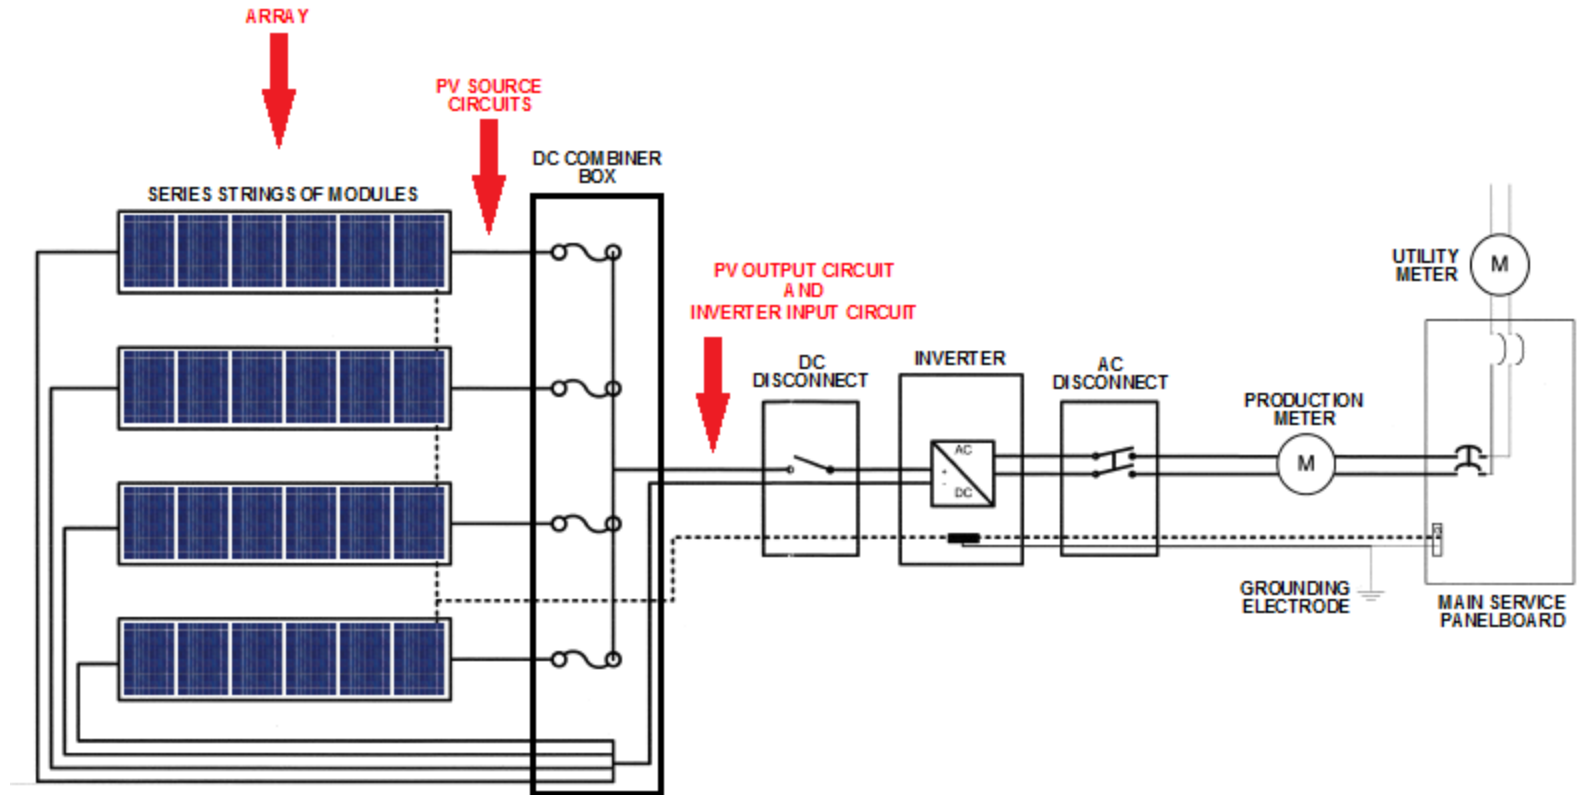 ARRAY
PV SOURCE
CIRCUITS
DC COMBINER
BOX
SERIES STRINGS OF MODULES
PV OUTPUT CIRCUIT
AND
INVERTER INPUT CIRCUIT
DC
DISCONNECT
INVERTER
AC
DISCONNECT
PRODUCTION
METER
UTILITY
METER
M
AC
+
-
DC
M
GROUNDING
ELECTRODE
MAIN SERVICE
PANELBOARD